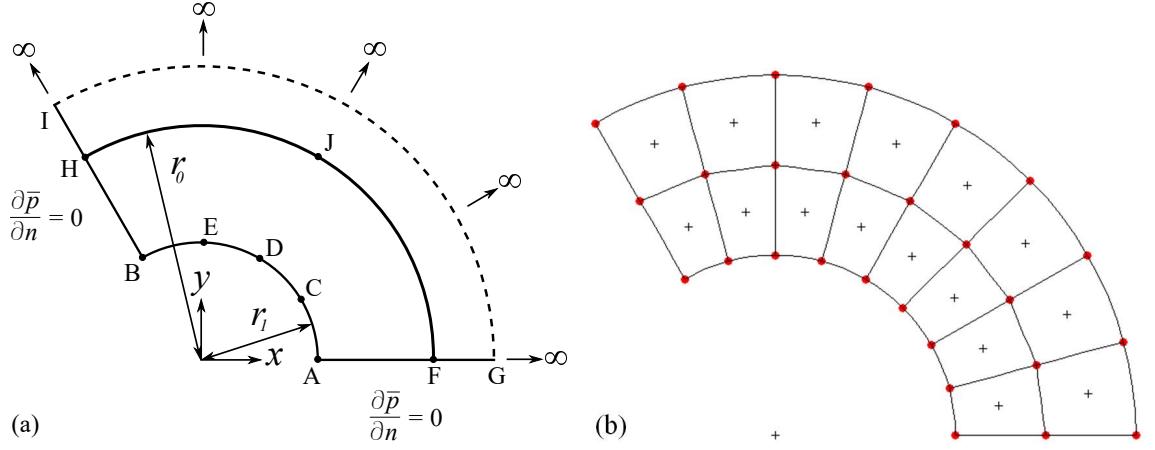 ∞
∞
∞
I
J
H
r₀
∞
∂p̄/∂n = 0
E
D
B
C
y
r₁
x
∞
A
F
G
∂p̄/∂n = 0
(a)
(b)